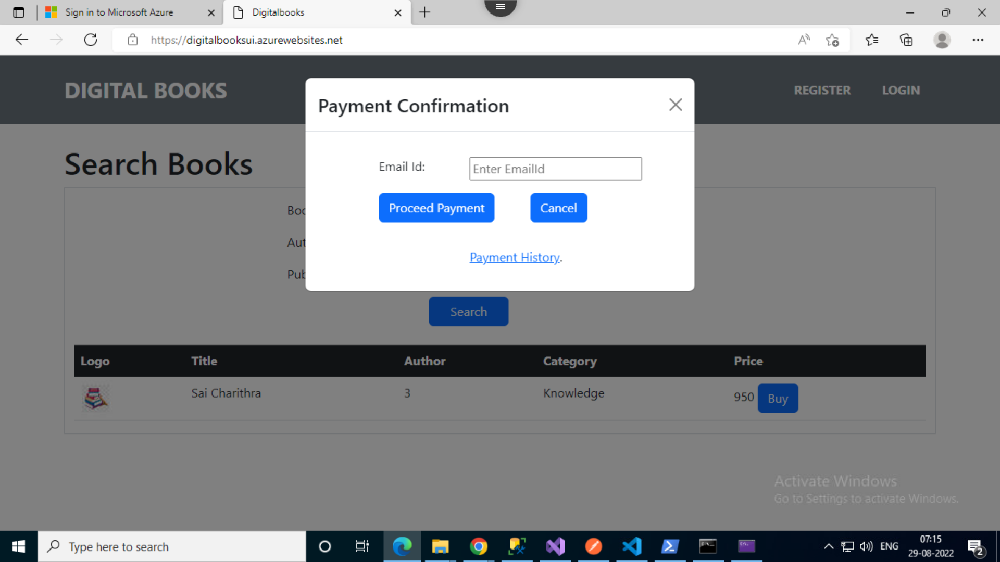 Sign in to Microsoft Azure
Digitalbooks
https://digitalbooksui.azurewebsites.net
DIGITAL BOOKS
REGISTER
LOGIN
Payment Confirmation
Email Id:
Enter EmailId
Proceed Payment
Cancel
Payment History.
Search Books
Boo
Aut
Pub
Search
Logo Title Author Category Price
Sai Charithra 3 Knowledge 950 Buy
Activate Windows
Go to Settings to activate Windows.
Type here to search
ENG
07:15
29-08-2022
2